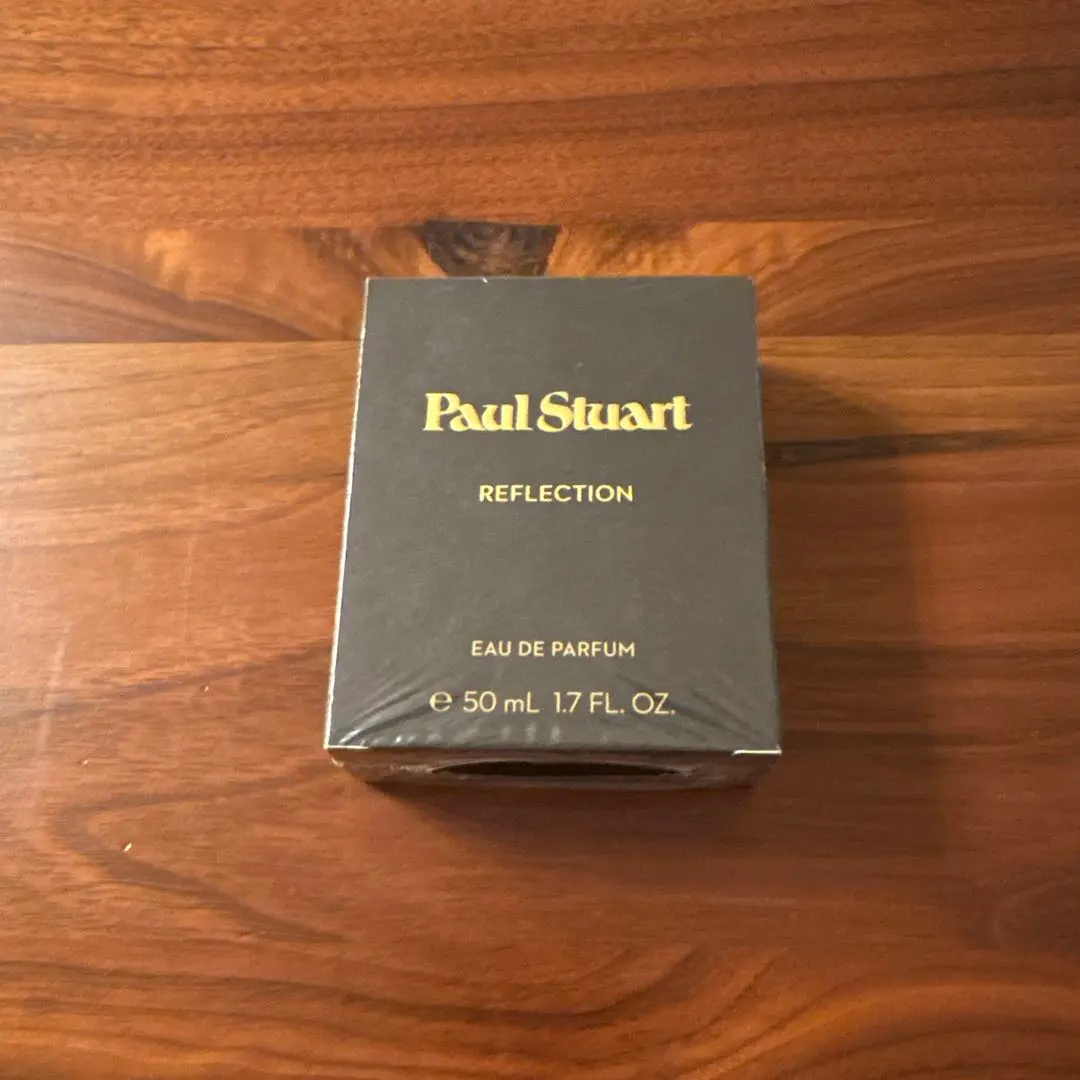 Paul Stuart
REFLECTION
EAU DE PARFUM
℮ 50 mL 1.7 FL. OZ.